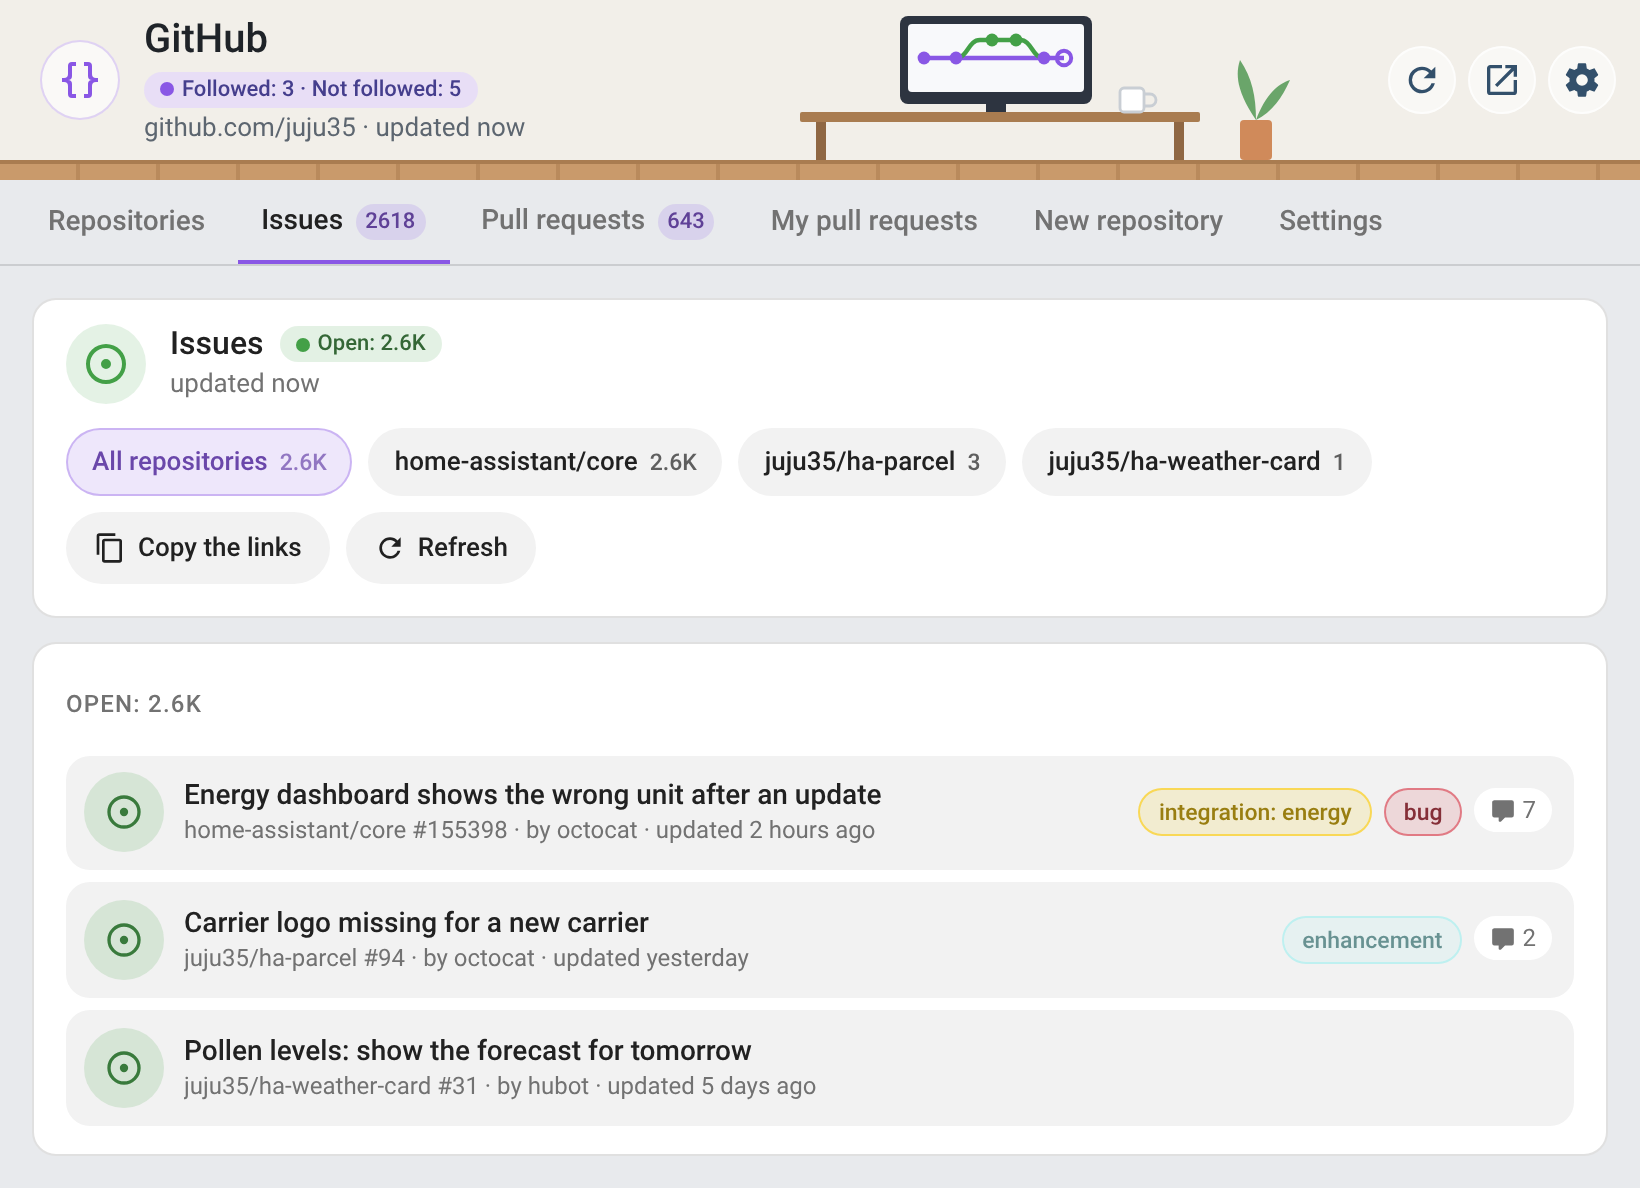 GitHub
Followed: 3 · Not followed: 5
github.com/juju35 · updated now
Repositories
Issues 2618
Pull requests 643
My pull requests
New repository
Settings
Issues
Open: 2.6K
updated now
All repositories 2.6K
home-assistant/core 2.6K
juju35/ha-parcel 3
juju35/ha-weather-card 1
Copy the links
Refresh
OPEN: 2.6K
Energy dashboard shows the wrong unit after an update
home-assistant/core #155398 · by octocat · updated 2 hours ago
integration: energy
bug
7
Carrier logo missing for a new carrier
juju35/ha-parcel #94 · by octocat · updated yesterday
enhancement
2
Pollen levels: show the forecast for tomorrow
juju35/ha-weather-card #31 · by hubot · updated 5 days ago